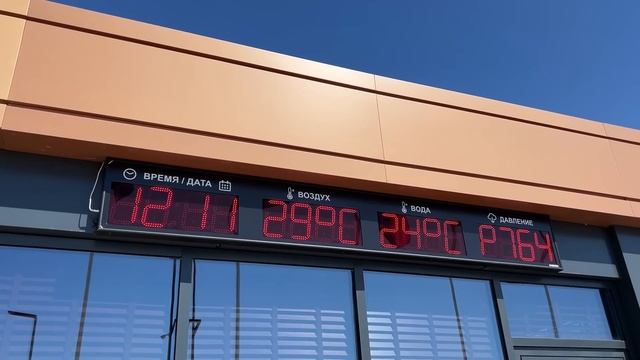 ВРЕМЯ / ДАТА
12 11
ВОЗДУХ
29°C
ВОДА
24°C
ДАВЛЕНИЕ
P764